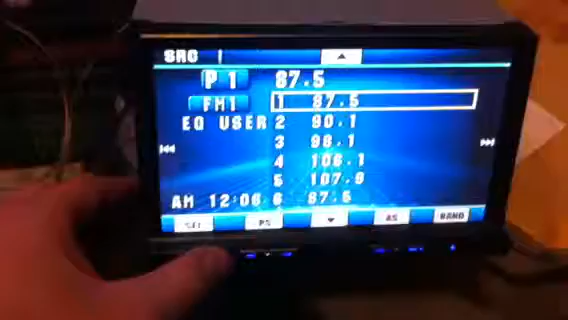 SRC
P 1 87.5
FM1 1 87.5
EQ USER 2 90.1
3 98.1
4 106.1
5 107.9
AM 12:06 6 87.5
SEL PS AS BAND